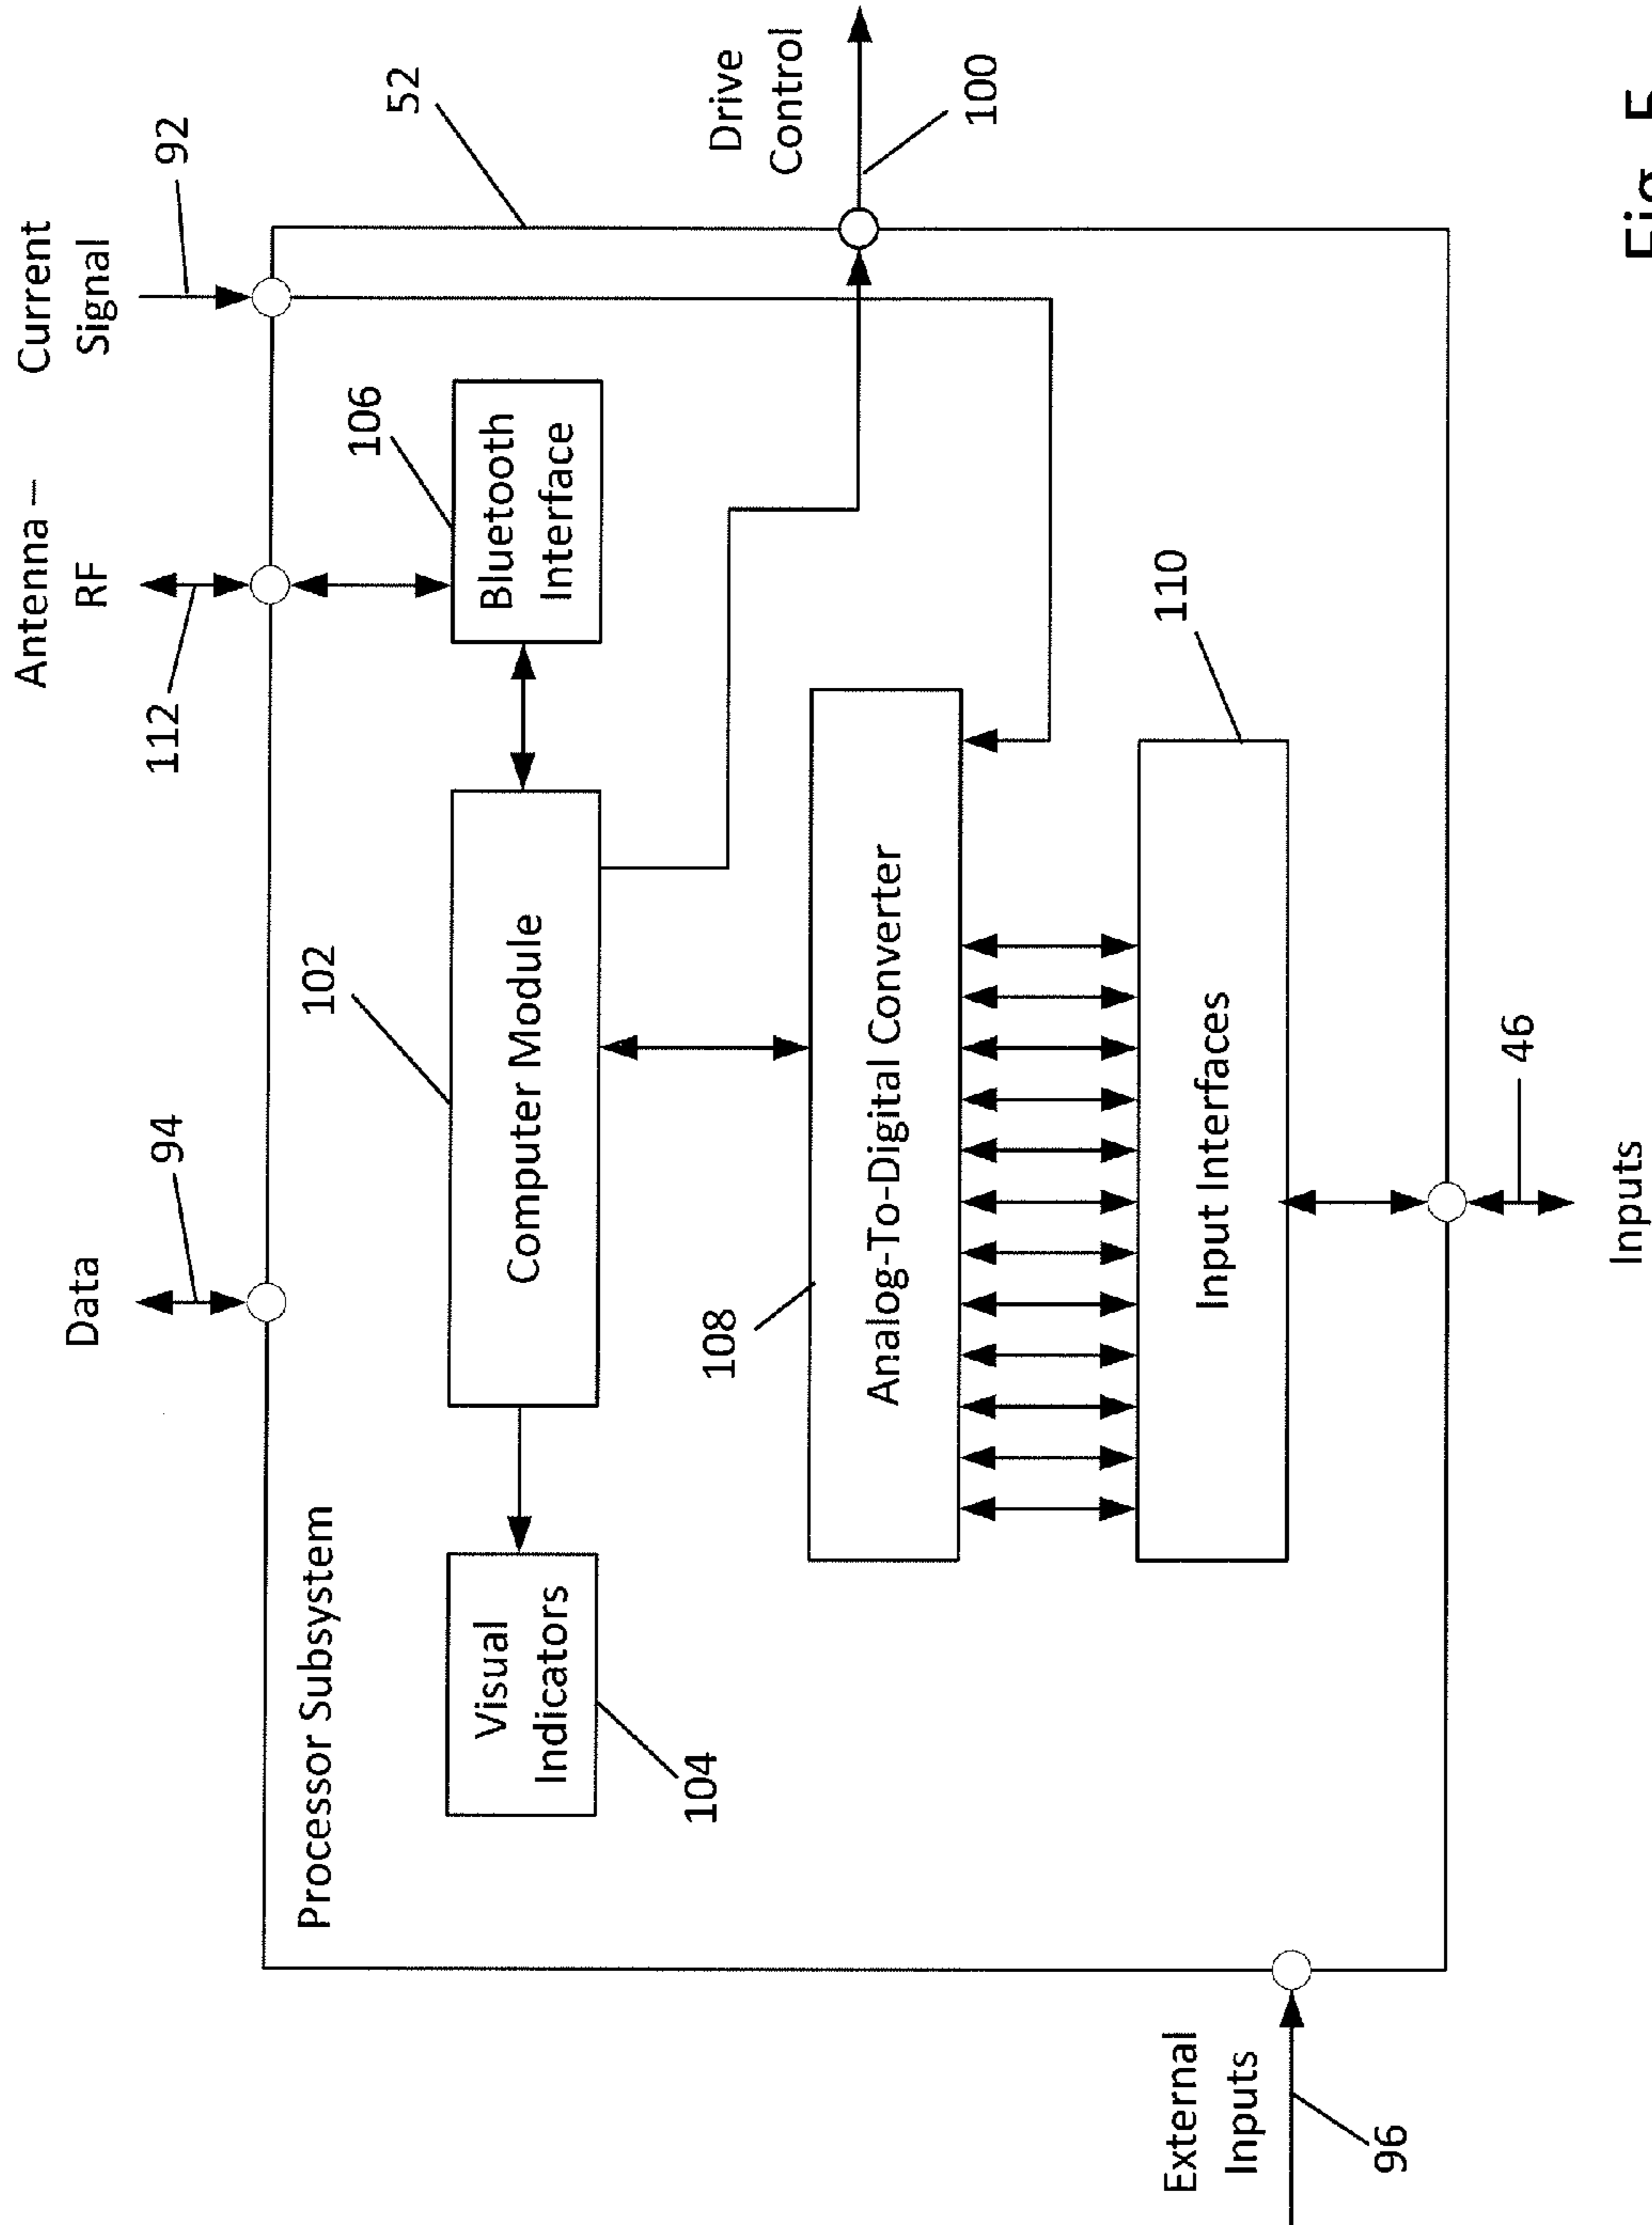 Data
94
Antenna –
RF
112
Current
Signal
92
Processor Subsystem
102
106
52
Visual
Indicators
Computer Module
Bluetooth
Interface
104
108
Drive
Control
100
Analog-To-Digital Converter
110
External
Inputs
96
Input Interfaces
46
Inputs